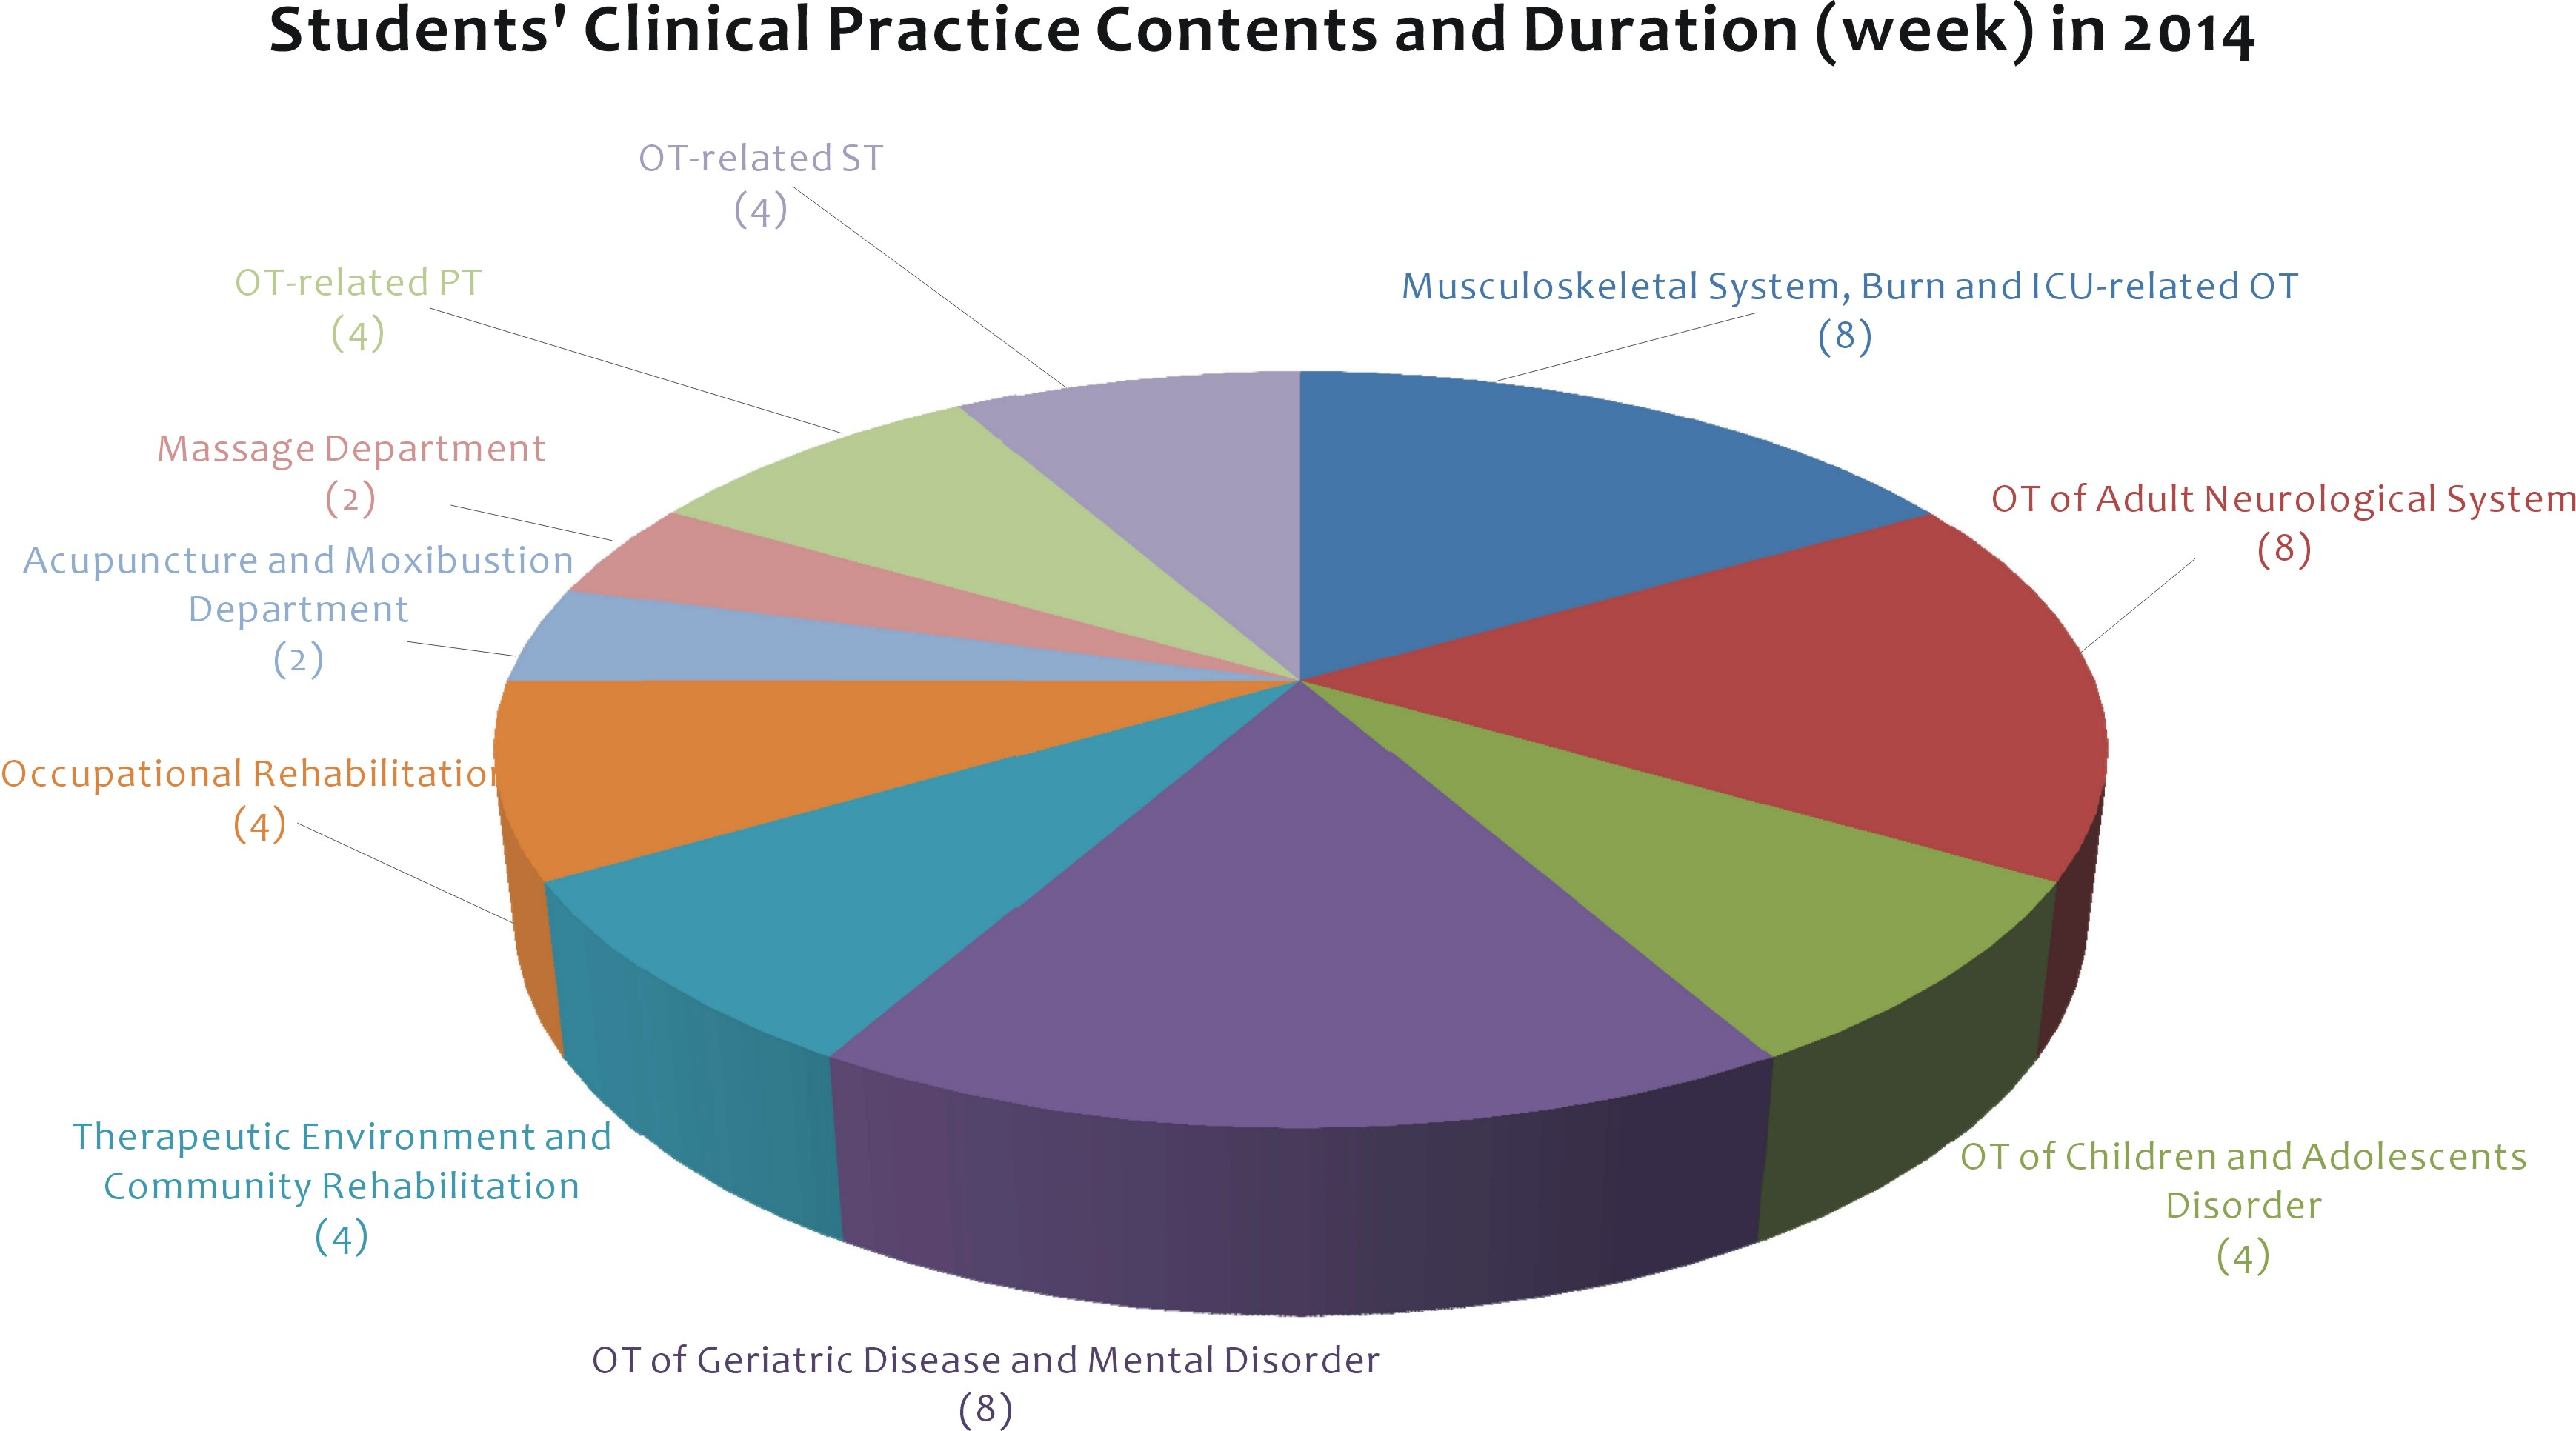 Students' Clinical Practice Contents and Duration (week) in 2014
OT-related ST
(4)
OT-related PT
(4)
Musculoskeletal System, Burn and ICU-related OT
(8)
Massage Department
(2)
OT of Adult Neurological System
(8)
Acupuncture and Moxibustion
Department
(2)
Occupational Rehabilitation
(4)
Therapeutic Environment and
Community Rehabilitation
(4)
OT of Children and Adolescents
Disorder
(4)
OT of Geriatric Disease and Mental Disorder
(8)